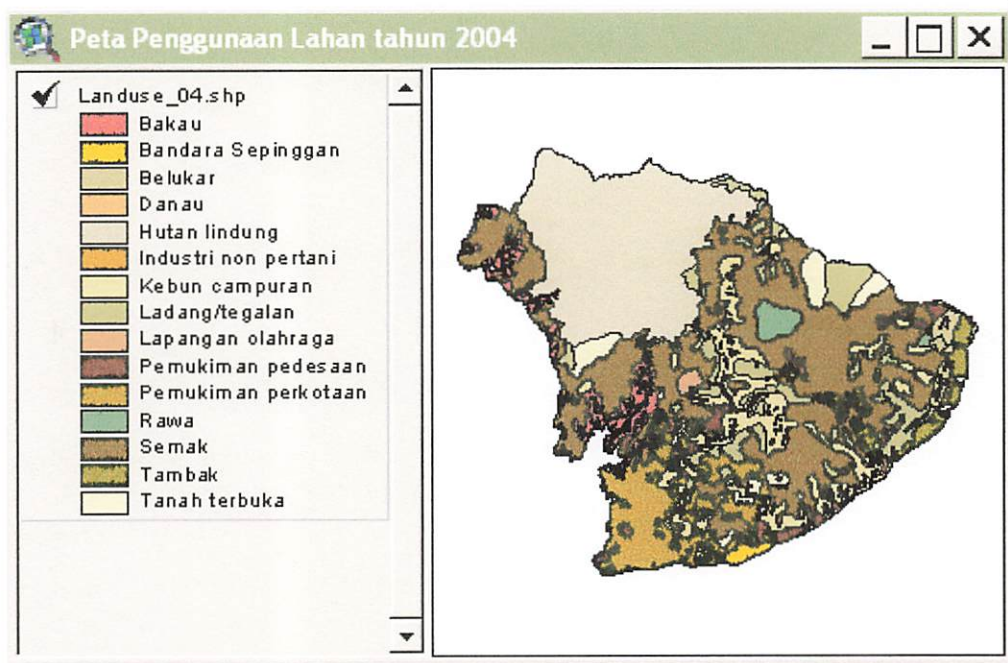 Peta Penggunaan Lahan tahun 2004
Landuse_04.shp
Bakau
Bandara Sepinggan
Belukar
Danau
Hutan lindung
Industri non pertani
Kebun campuran
Ladang/tegalan
Lapangan olahraga
Pemukiman pedesaan
Pemukiman perkotaan
Rawa
Semak
Tambak
Tanah terbuka